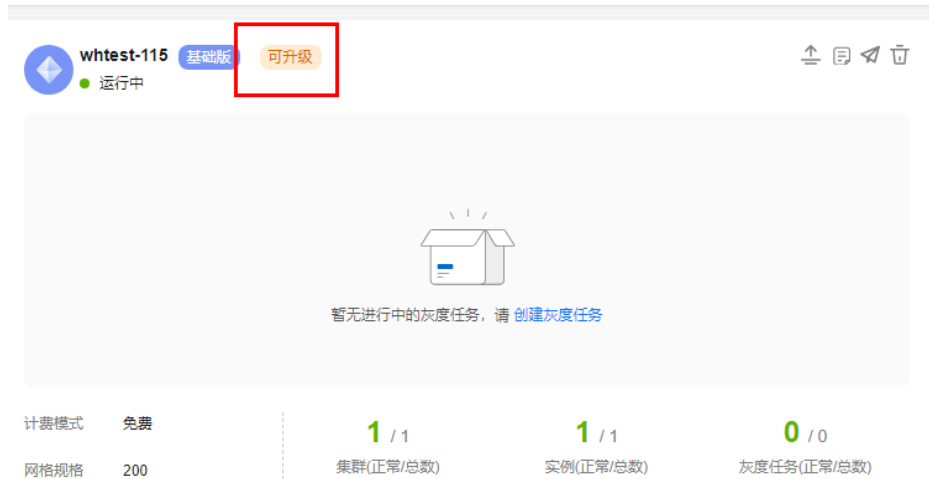 whtest-115 基础版 可升级
运行中
暂无进行中的灰度任务，请 创建灰度任务
计费模式 免费
网格规格 200
1 / 1
集群(正常/总数)
1 / 1
实例(正常/总数)
0 / 0
灰度任务(正常/总数)